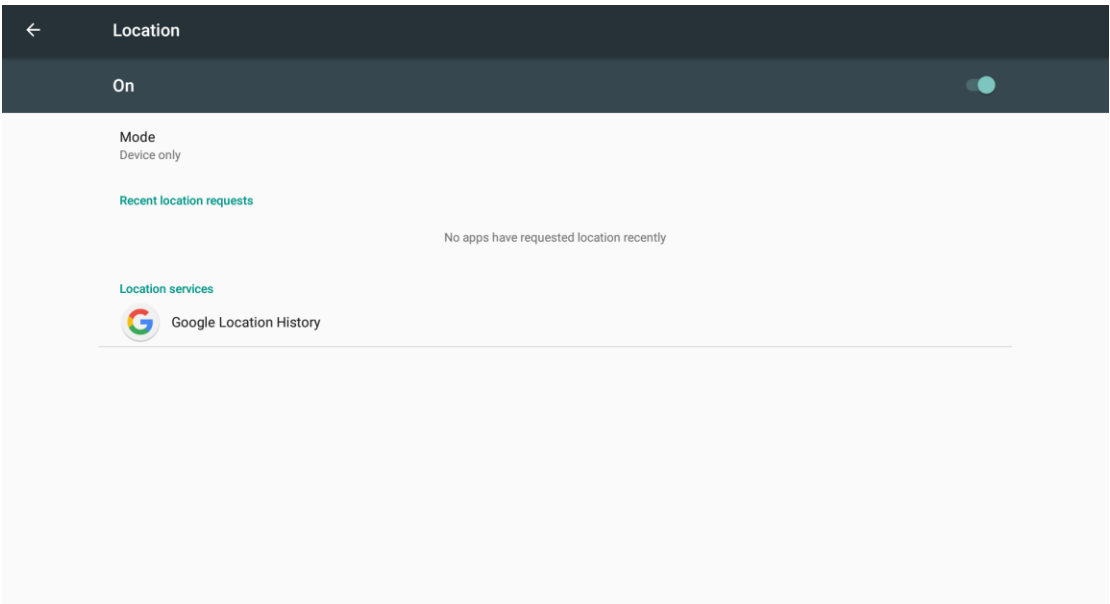 Location
On
Mode
Device only
Recent location requests
No apps have requested location recently
Location services
Google Location History